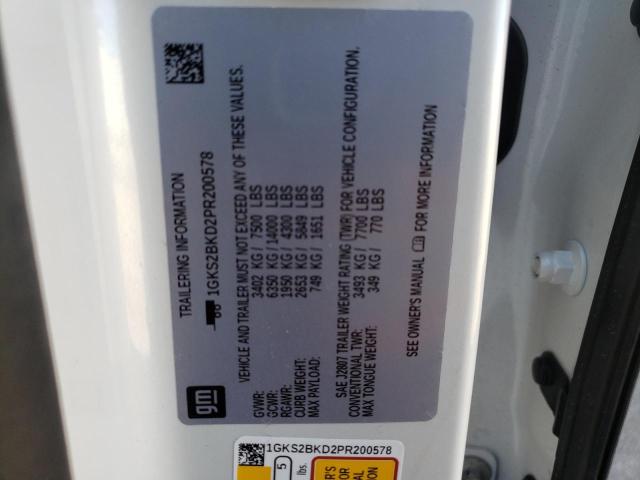 TRAILERING INFORMATION
1GKS2BKD2PR200578
VEHICLE AND TRAILER MUST NOT EXCEED ANY OF THESE VALUES.
GVWR: 3402 KG / 7500 LBS
GCWR: 6350 KG / 14000 LBS
RGAWR: 1950 KG / 4300 LBS
CURB WEIGHT: 2653 KG / 5849 LBS
MAX PAYLOAD: 749 KG / 1651 LBS
SAE J2807 TRAILER WEIGHT RATING (TWR) FOR VEHICLE CONFIGURATION.
CONVENTIONAL TWR: 3493 KG / 7700 LBS
MAX TONGUE WEIGHT: 349 KG / 770 LBS
SEE OWNER'S MANUAL FOR MORE INFORMATION
gm
1GKS2BKD2PR200578
5
lbs.